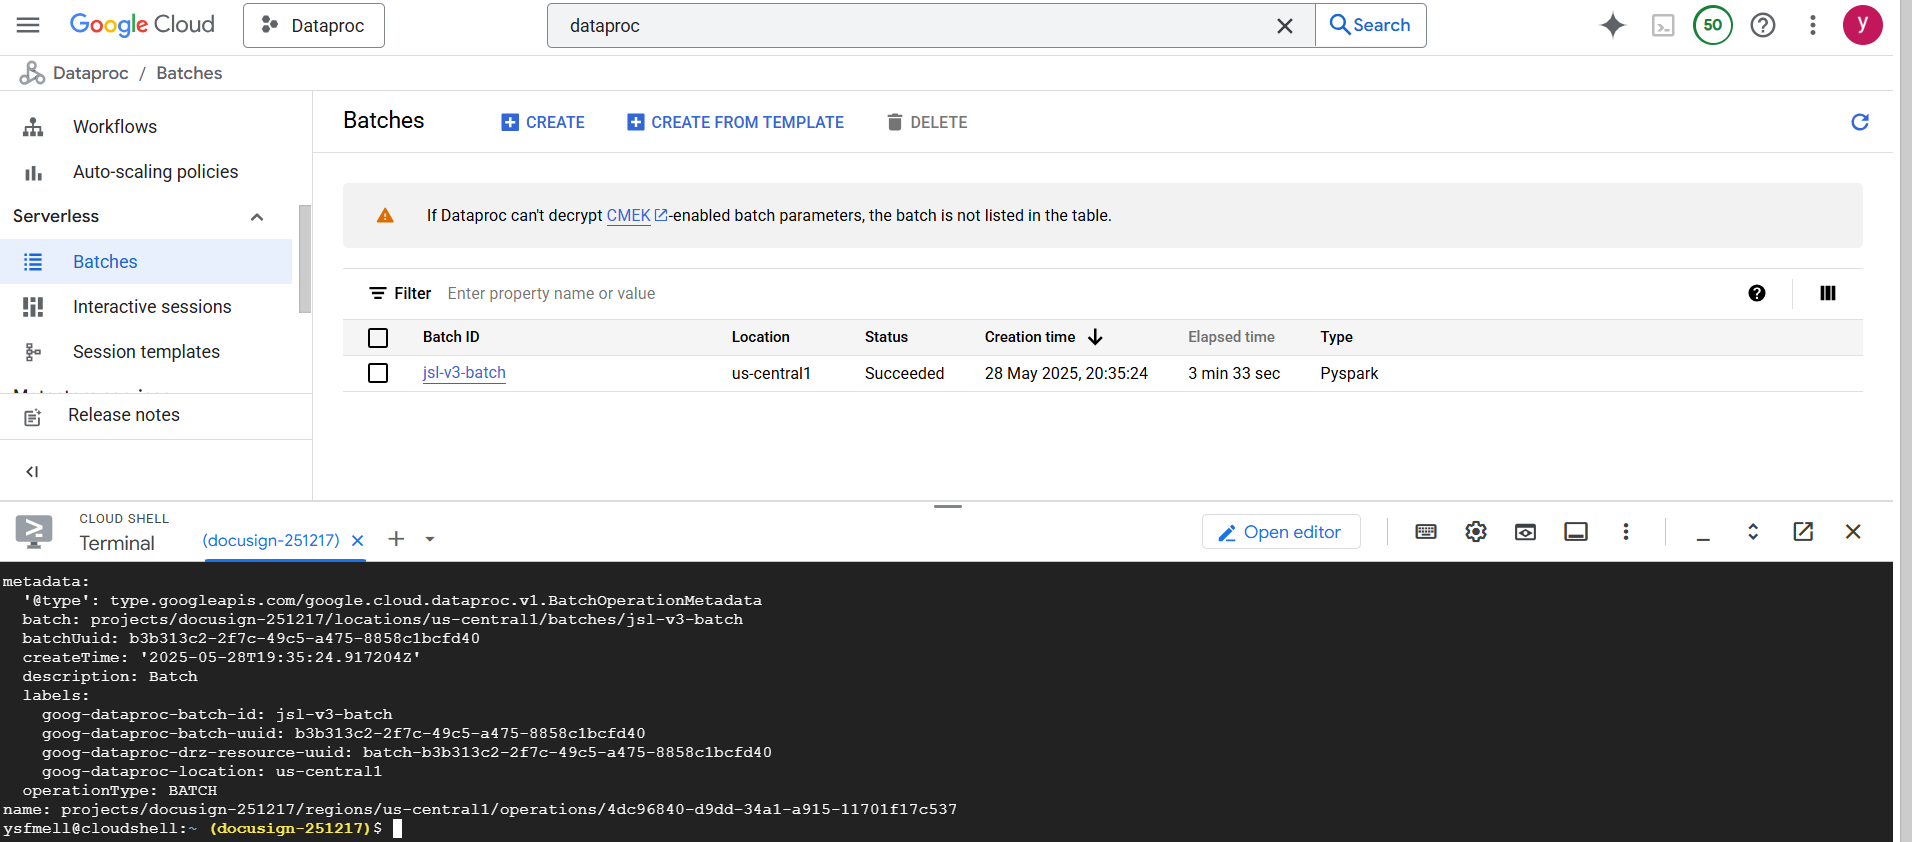 Google Cloud
Dataproc
dataproc
Search
50
y
Dataproc / Batches
Workflows
Auto-scaling policies
Serverless
Batches
Interactive sessions
Session templates
Release notes
Batches
CREATE
CREATE FROM TEMPLATE
DELETE
If Dataproc can't decrypt CMEK-enabled batch parameters, the batch is not listed in the table.
Filter Enter property name or value
Batch ID Location Status Creation time Elapsed time Type
jsl-v3-batch us-central1 Succeeded 28 May 2025, 20:35:24 3 min 33 sec Pyspark
CLOUD SHELL
Terminal
(docusign-251217)
Open editor
metadata:
'@type': type.googleapis.com/google.cloud.dataproc.v1.BatchOperationMetadata
batch: projects/docusign-251217/locations/us-central1/batches/jsl-v3-batch
batchUuid: b3b313c2-2f7c-49c5-a475-8858c1bcfd40
createTime: '2025-05-28T19:35:24.917204Z'
description: Batch
labels:
goog-dataproc-batch-id: jsl-v3-batch
goog-dataproc-batch-uuid: b3b313c2-2f7c-49c5-a475-8858c1bcfd40
goog-dataproc-drz-resource-uuid: batch-b3b313c2-2f7c-49c5-a475-8858c1bcfd40
goog-dataproc-location: us-central1
operationType: BATCH
name: projects/docusign-251217/regions/us-central1/operations/4dc96840-d9dd-34a1-a915-11701f17c537
ysfmell@cloudshell:~ (docusign-251217)$